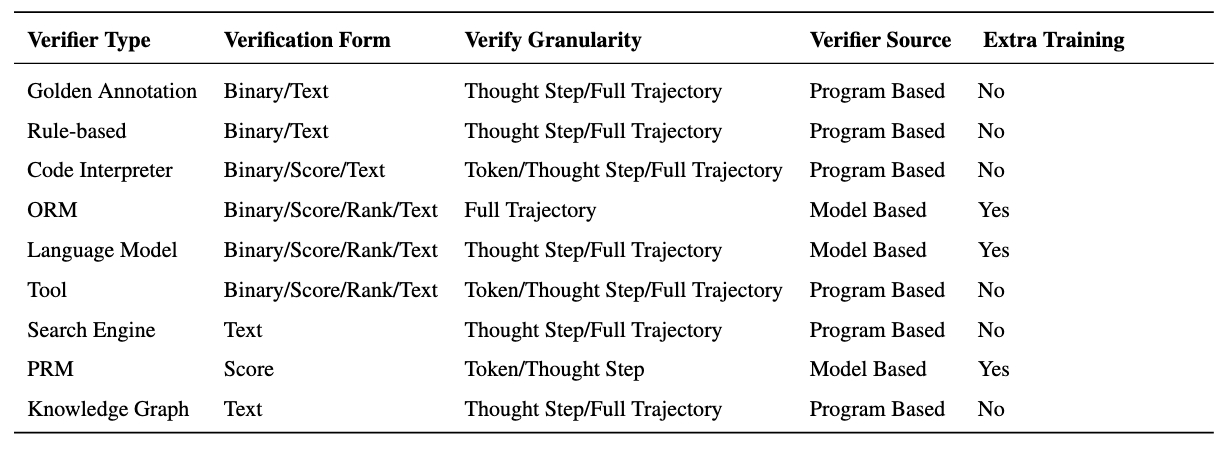 Verifier Type Verification Form Verify Granularity Verifier Source Extra Training
Golden Annotation Binary/Text Thought Step/Full Trajectory Program Based No
Rule-based Binary/Text Thought Step/Full Trajectory Program Based No
Code Interpreter Binary/Score/Text Token/Thought Step/Full Trajectory Program Based No
ORM Binary/Score/Rank/Text Full Trajectory Model Based Yes
Language Model Binary/Score/Rank/Text Thought Step/Full Trajectory Model Based Yes
Tool Binary/Score/Rank/Text Token/Thought Step/Full Trajectory Program Based No
Search Engine Text Thought Step/Full Trajectory Program Based No
PRM Score Token/Thought Step Model Based Yes
Knowledge Graph Text Thought Step/Full Trajectory Program Based No